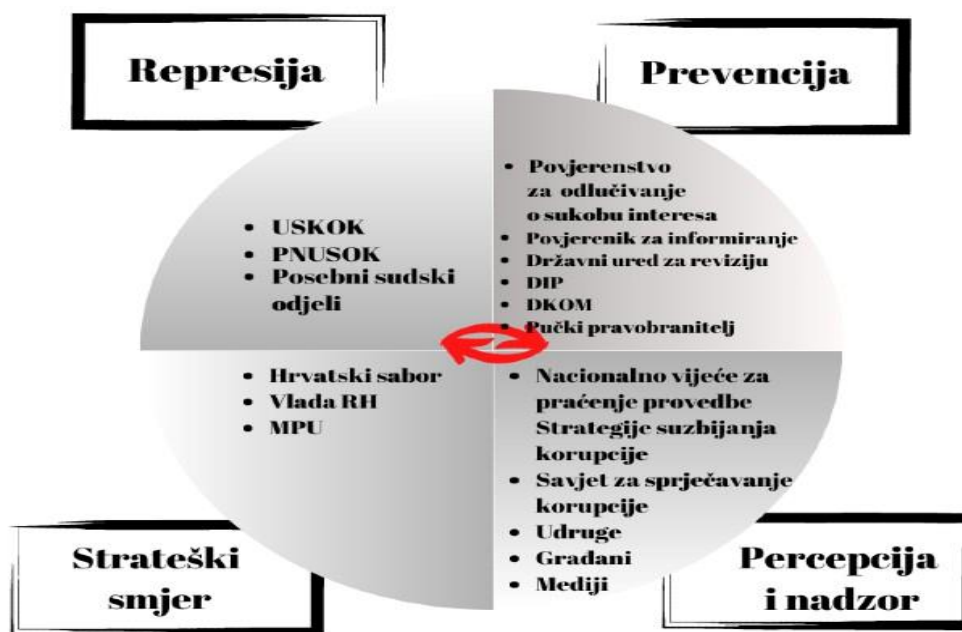 Represija
Prevencija
• USKOK
• PNUSOK
• Posebni sudski
odjeli
• Povjerenstvo
za odlučivanje
o sukobu interesa
• Povjerenik za informiranje
• Državni ured za reviziju
• DIP
• DKOM
• Pučki pravobranitelj
• Hrvatski sabor
• Vlada RH
• MPU
• Nacionalno vijeće za
praćenje provedbe
Strategije suzbijanja
korupcije
• Savjet za sprječavanje
korupcije
• Udruge
• Građani
• Mediji
Strateški
smjer
Percepcija
i nadzor